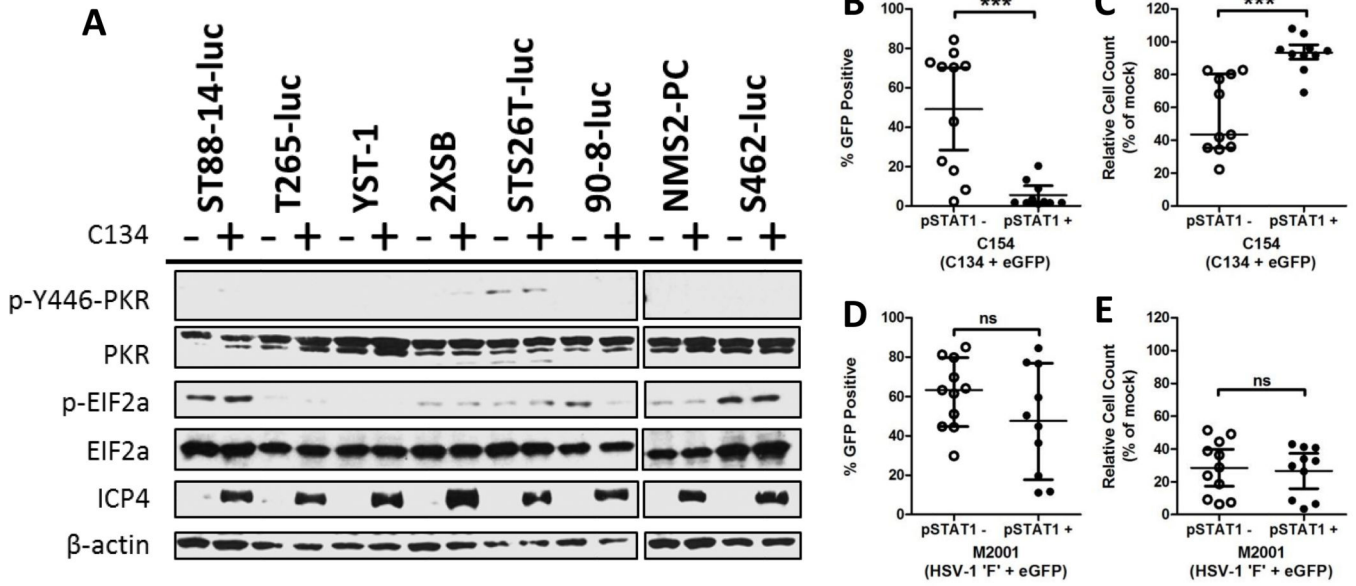 A
ST88-14-luc
T265-luc
YST-1
2XSB
STS26T-luc
90-8-luc
NMS2-PC
S462-luc
C134 - + - + - + - + - + - + - + - +
p-Y446-PKR
PKR
p-EIF2a
EIF2a
ICP4
β-actin
B
% GFP Positive
100
80
60
40
20
0
***
pSTAT1 - pSTAT1 +
C154
(C134 + eGFP)
C
Relative Cell Count
(% of mock)
120
100
80
60
40
20
0
***
pSTAT1 - pSTAT1 +
C154
(C134 + eGFP)
D
% GFP Positive
100
80
60
40
20
0
ns
pSTAT1 - pSTAT1 +
M2001
(HSV-1 'F' + eGFP)
E
Relative Cell Count
(% of mock)
120
100
80
60
40
20
0
ns
pSTAT1 - pSTAT1 +
M2001
(HSV-1 'F' + eGFP)